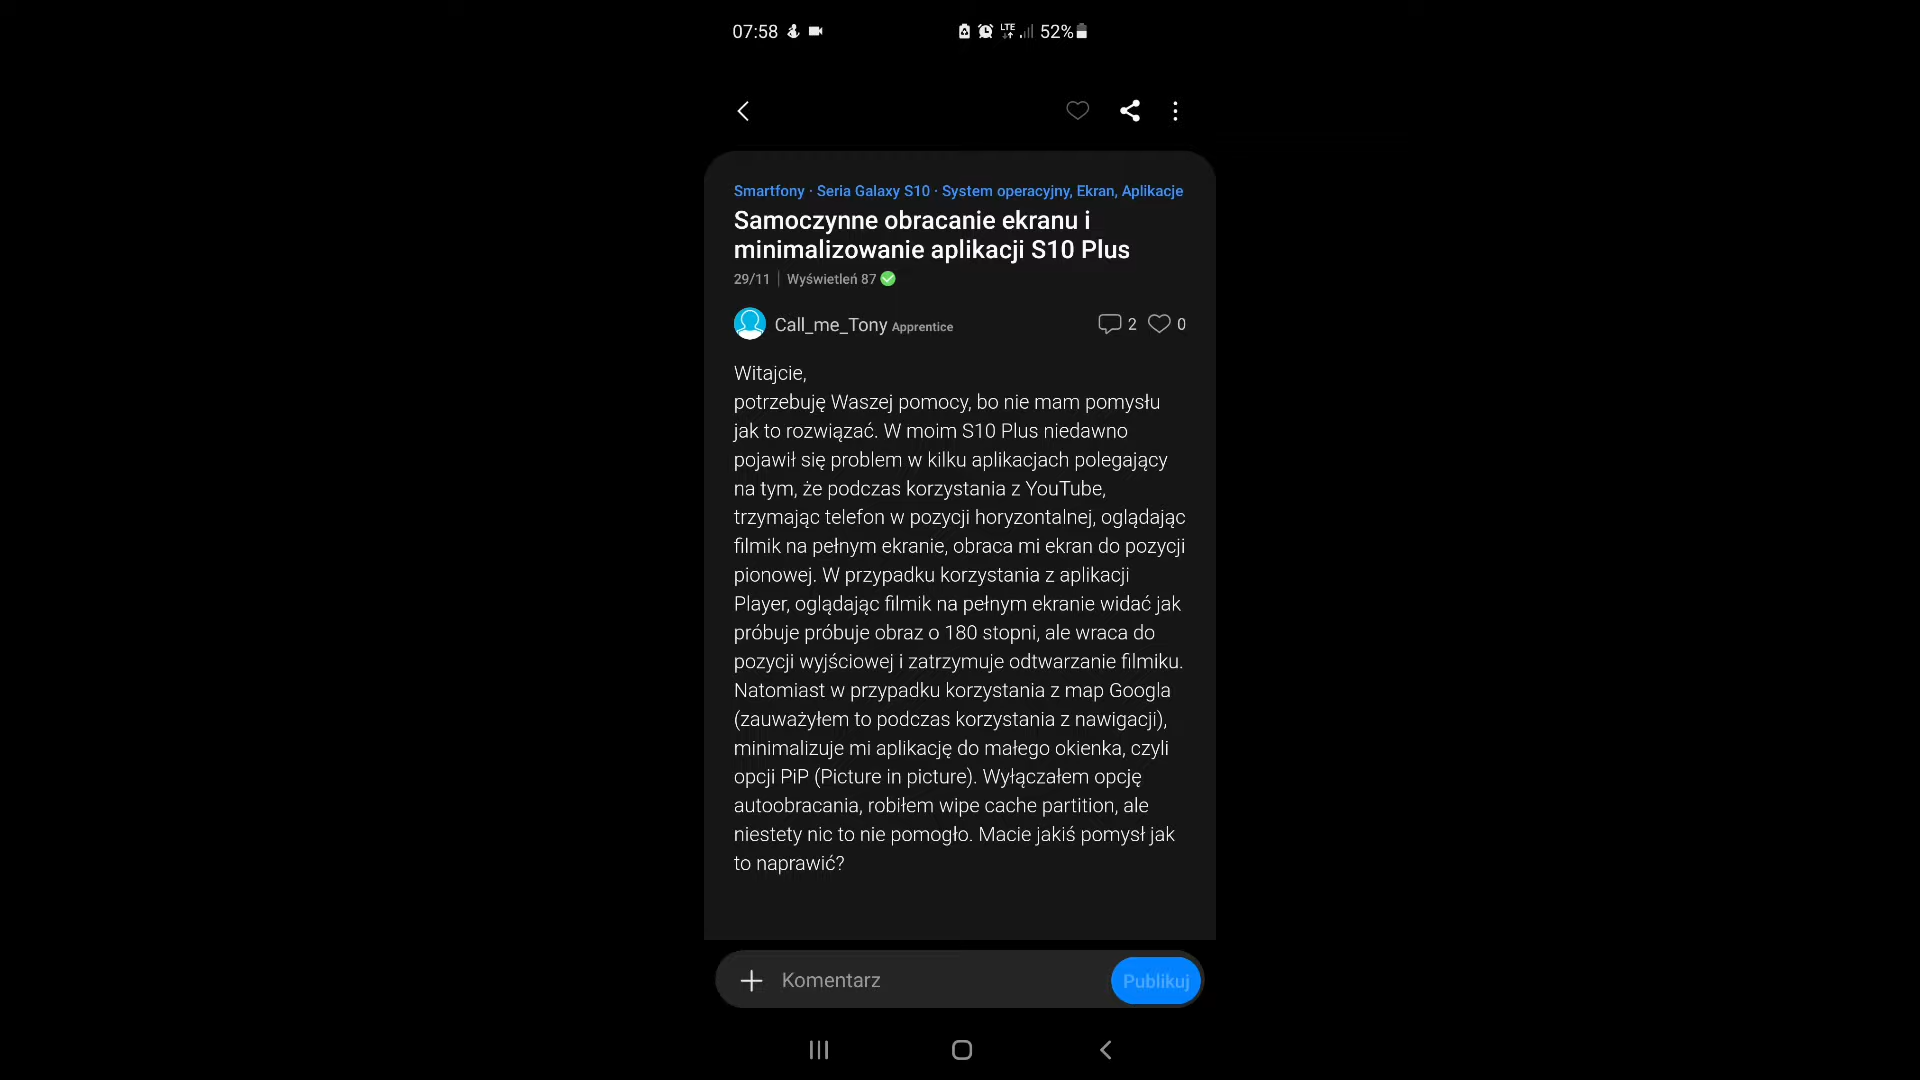 07:58
LTE
52%
Smartfony · Seria Galaxy S10 · System operacyjny, Ekran, Aplikacje
Samoczynne obracanie ekranu i
minimalizowanie aplikacji S10 Plus
29/11 | Wyświetleń 87
Call_me_Tony Apprentice
2
0
Witajcie,
potrzebuję Waszej pomocy, bo nie mam pomysłu
jak to rozwiązać. W moim S10 Plus niedawno
pojawił się problem w kilku aplikacjach polegający
na tym, że podczas korzystania z YouTube,
trzymając telefon w pozycji horyzontalnej, oglądając
filmik na pełnym ekranie, obraca mi ekran do pozycji
pionowej. W przypadku korzystania z aplikacji
Player, oglądając filmik na pełnym ekranie widać jak
próbuje próbuje obraz o 180 stopni, ale wraca do
pozycji wyjściowej i zatrzymuje odtwarzanie filmiku.
Natomiast w przypadku korzystania z map Googla
(zauważyłem to podczas korzystania z nawigacji),
minimalizuje mi aplikację do małego okienka, czyli
opcji PiP (Picture in picture). Wyłączałem opcję
autoobracania, robiłem wipe cache partition, ale
niestety nic to nie pomogło. Macie jakiś pomysł jak
to naprawić?
Komentarz
Publikuj